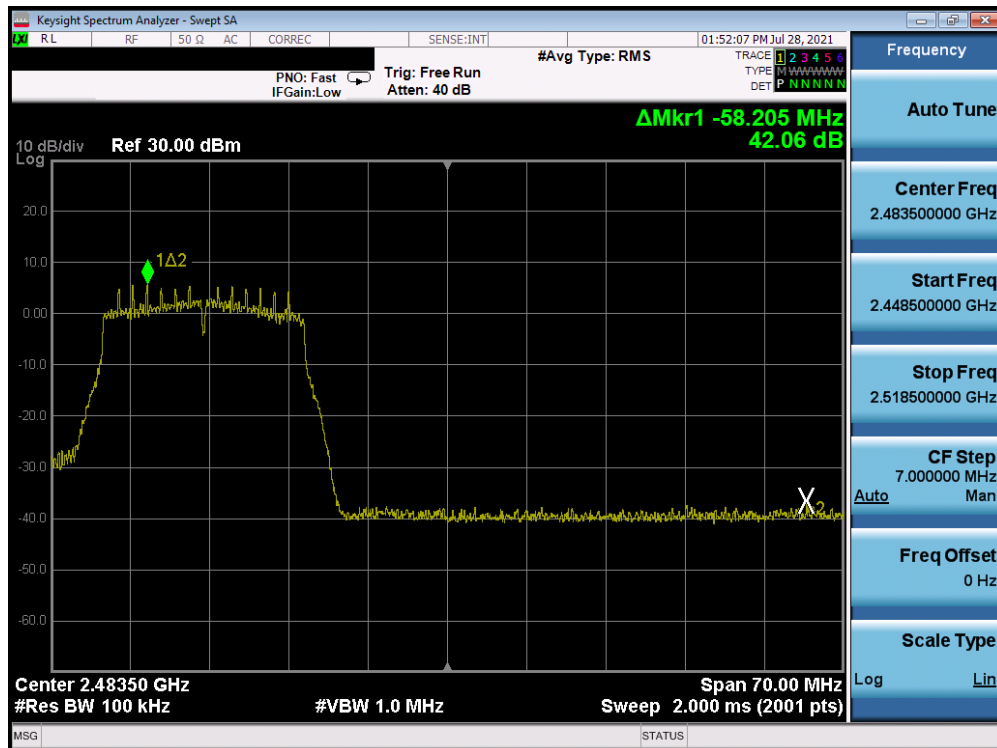 Keysight Spectrum Analyzer - Swept SA
LXI RL RF 50 Ω AC CORREC SENSE:INT 01:52:07 PM Jul 28, 2021
#Avg Type: RMS TRACE 1 2 3 4 5 6
PNO: Fast Trig: Free Run TYPE M WWWWW
IFGain:Low Atten: 40 dB DET P N N N N N
ΔMkr1 -58.205 MHz
10 dB/div Ref 30.00 dBm 42.06 dB
Log
20.0
10.0
1Δ2
0.00
-10.0
-20.0
-30.0
-40.0
X2
-50.0
-60.0
Center 2.48350 GHz Span 70.00 MHz
#Res BW 100 kHz #VBW 1.0 MHz Sweep 2.000 ms (2001 pts)
MSG STATUS
Frequency
Auto Tune
Center Freq
2.483500000 GHz
Start Freq
2.448500000 GHz
Stop Freq
2.518500000 GHz
CF Step
7.000000 MHz
Auto Man
Freq Offset
0 Hz
Scale Type
Log Lin